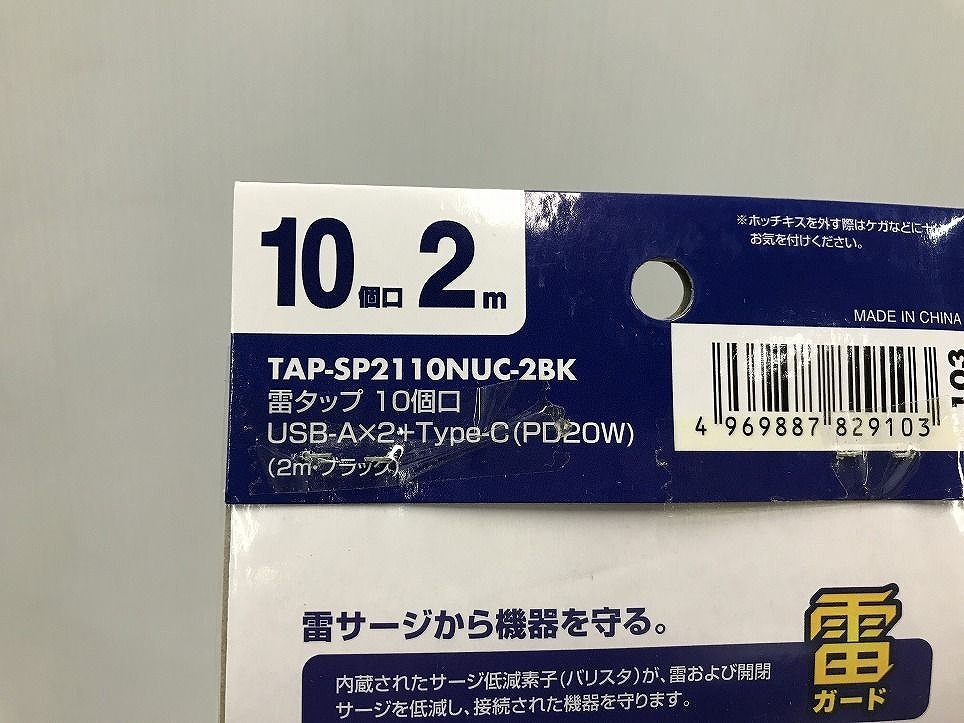 10個口 2m
※ホッチキスを外す際はケガなどに
お気を付けください。
MADE IN CHINA
TAP-SP2110NUC-2BK
雷タップ 10個口
USB-A×2+Type-C(PD20W)
(2m・ブラック)
4 969887 829103
103
雷サージから機器を守る。
内蔵されたサージ低減素子(バリスタ)が、雷および開閉
サージを低減し、接続された機器を守ります。
雷
ガード